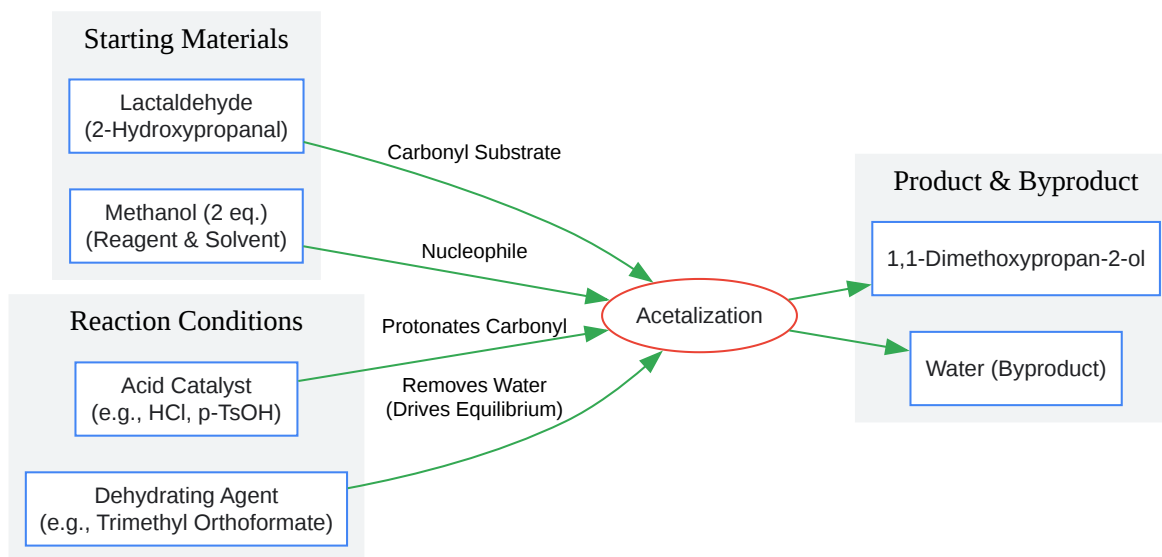 Starting Materials
Lactaldehyde
(2-Hydroxypropanal)
Methanol (2 eq.)
(Reagent & Solvent)
Reaction Conditions
Acid Catalyst
(e.g., HCl, p-TsOH)
Dehydrating Agent
(e.g., Trimethyl Orthoformate)
Carbonyl Substrate
Nucleophile
Protonates Carbonyl
Removes Water
(Drives Equilibrium)
Acetalization
Product & Byproduct
1,1-Dimethoxypropan-2-ol
Water (Byproduct)